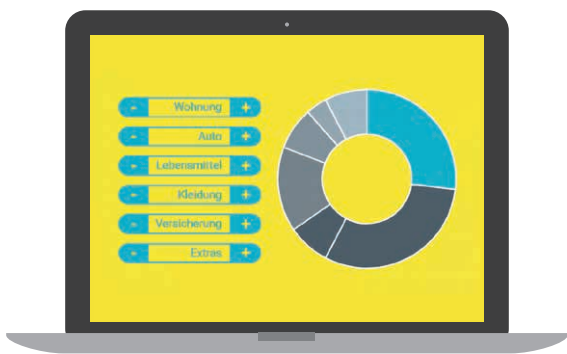 - Wohnung +
- Auto +
- Lebensmittel +
- Kleidung +
- Versicherung +
- Extras +